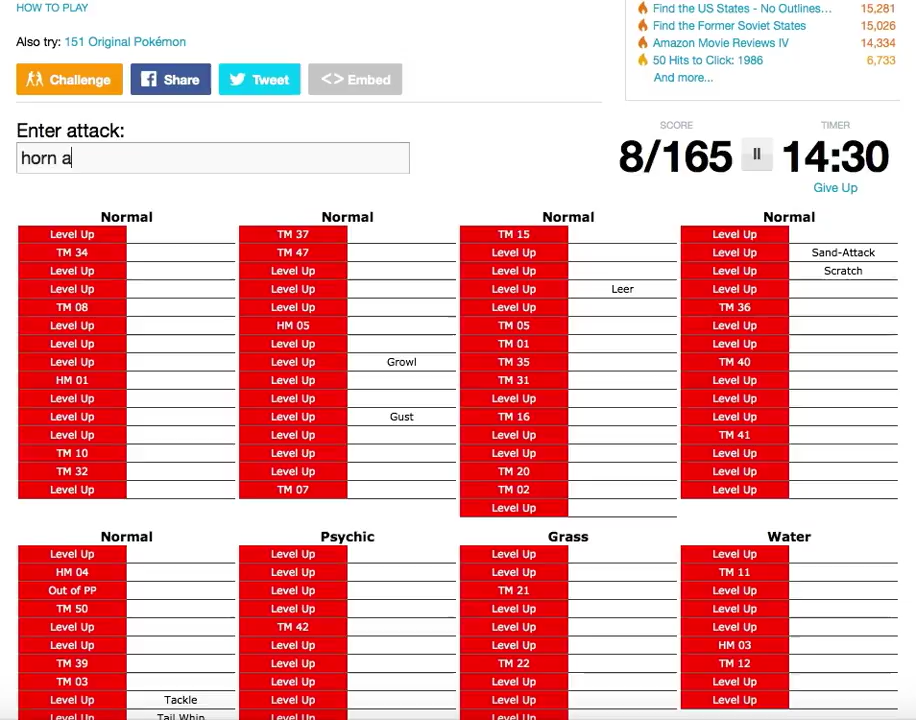 HOW TO PLAY
Also try: 151 Original Pokémon
Challenge
Share
Tweet
<> Embed
Find the US States - No Outlines... 15,281
Find the Former Soviet States 15,026
Amazon Movie Reviews IV 14,334
50 Hits to Click: 1986 6,733
And more...
Enter attack:
horn a
SCORE
8/165
TIMER
14:30
Give Up
Normal
Level Up
TM 34
Level Up
Level Up
TM 08
Level Up
Level Up
Level Up
HM 01
Level Up
Level Up
Level Up
TM 10
TM 32
Level Up
Normal
TM 37
TM 47
Level Up
Level Up
Level Up
HM 05
Level Up
Level Up Growl
Level Up
Level Up
Level Up Gust
Level Up
Level Up
Level Up
TM 07
Normal
TM 15
Level Up
Level Up
Level Up Leer
Level Up
TM 05
TM 01
TM 35
TM 31
Level Up
TM 16
Level Up
Level Up
TM 20
TM 02
Level Up
Normal
Level Up
Level Up Sand-Attack
Level Up Scratch
Level Up
TM 36
Level Up
Level Up
TM 40
Level Up
Level Up
Level Up
TM 41
Level Up
Level Up
Level Up
Normal
Level Up
HM 04
Out of PP
TM 50
Level Up
Level Up
TM 39
TM 03
Level Up Tackle
Level Up Tail Whip
Psychic
Level Up
Level Up
Level Up
Level Up
TM 42
Level Up
Level Up
Level Up
Level Up
Level Up
Grass
Level Up
Level Up
TM 21
Level Up
Level Up
Level Up
TM 22
Level Up
Level Up
Level Up
Water
Level Up
TM 11
Level Up
Level Up
Level Up
HM 03
TM 12
Level Up
Level Up